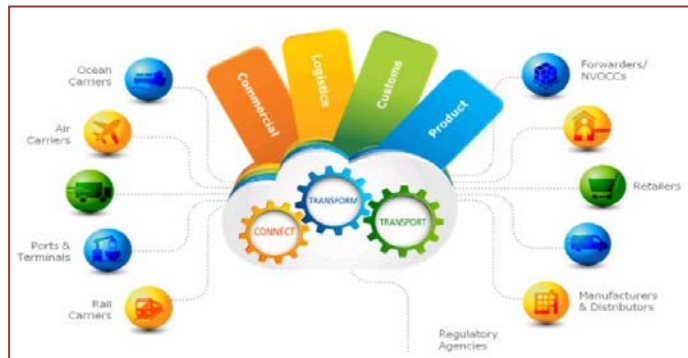 Commercial
Logistics
Customs
Product
Ocean
Carriers
Air
Carriers
Ports &
Terminals
Rail
Carriers
CONNECT
TRANSFORM
TRANSPORT
Forwarders/
NVOCCs
Retailers
Manufacturers
& Distributors
Regulatory
Agencies